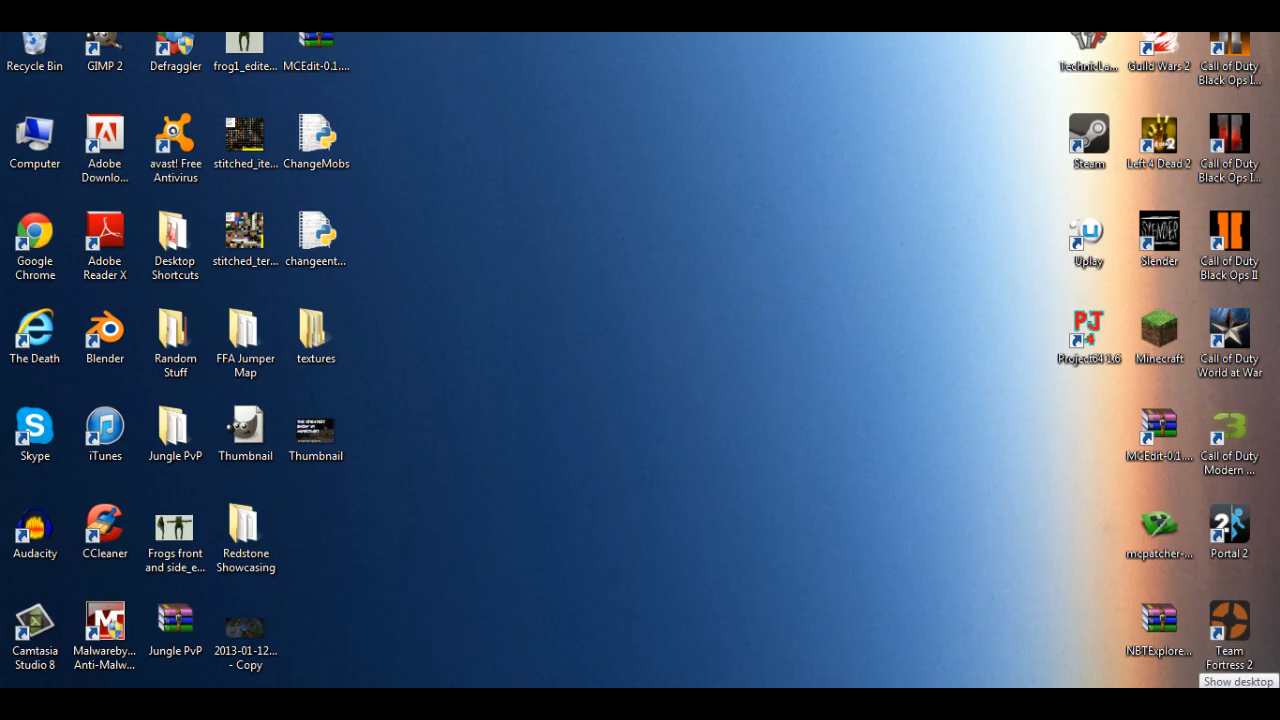 Recycle Bin
GIMP 2
Defraggler
frog1_edite...
MCEdit-0.1....
TechnicLa...
Guild Wars 2
Call of Duty
Black Ops I...
Computer
Adobe
Downlo...
avast! Free
Antivirus
stitched_ite...
ChangeMobs
Steam
Left 4 Dead 2
Call of Duty
Black Ops I...
Google
Chrome
Adobe
Reader X
Desktop
Shortcuts
stitched_ter...
changeent...
Uplay
SLENDER
Slender
Call of Duty
Black Ops II
The Death
Blender
Random
Stuff
FFA Jumper
Map
textures
Project64 1.6
Minecraft
Call of Duty
World at War
Skype
iTunes
Jungle PvP
Thumbnail
Thumbnail
MCEdit-0.1....
Call of Duty
Modern ...
Audacity
CCleaner
Frogs front
and side_e...
Redstone
Showcasing
mcpatcher-...
Portal 2
Camtasia
Studio 8
Malwareby...
Anti-Malw...
Jungle PvP
2013-01-12...
- Copy
NBTExplore...
Team
Fortress 2
Show desktop